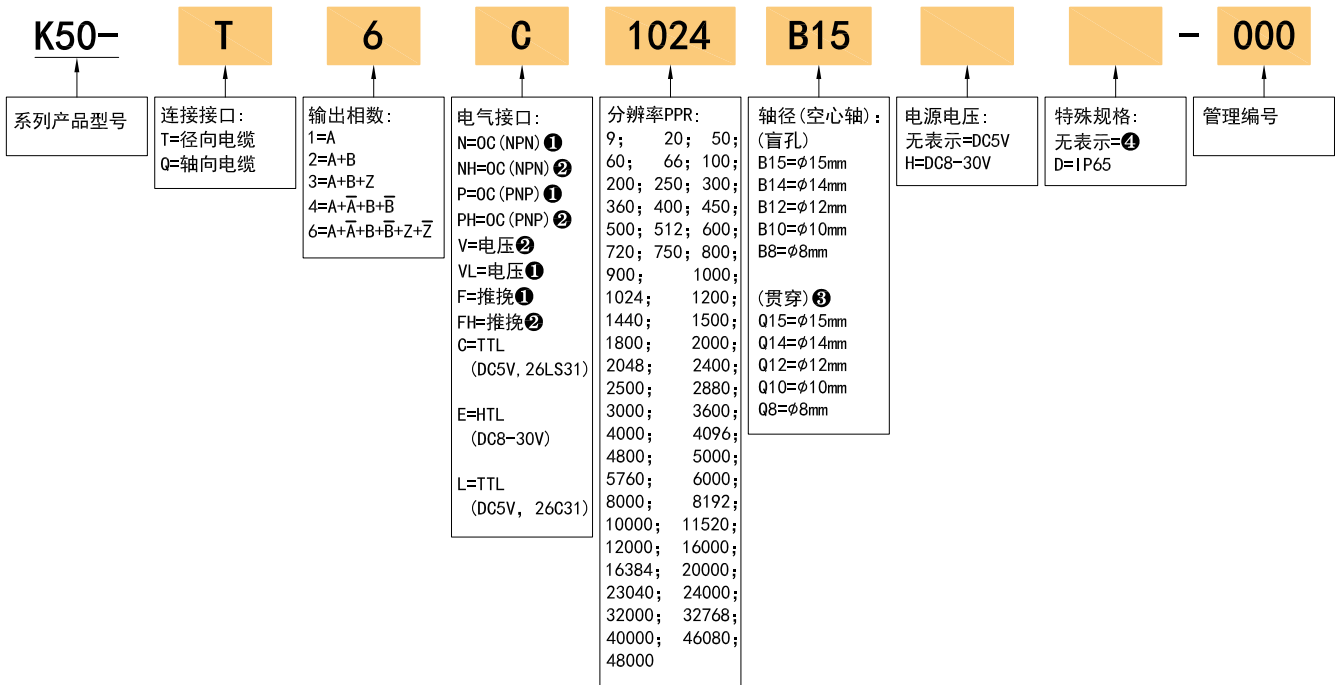 K50- T 6 C 1024 B15 - 000
系列产品型号
连接接口:
T=径向电缆
Q=轴向电缆
输出相数:
1=A
2=A+B
3=A+B+Z
4=A+A̅+B+B̅
6=A+A̅+B+B̅+Z+Z̅
电气接口:
N=OC(NPN)❶
NH=OC(NPN)❷
P=OC(PNP)❶
PH=OC(PNP)❷
V=电压❷
VL=电压❶
F=推挽❶
FH=推挽❷
C=TTL
(DC5V,26LS31)
E=HTL
(DC8-30V)
L=TTL
(DC5V, 26C31)
分辨率PPR:
9; 20; 50;
60; 66; 100;
200; 250; 300;
360; 400; 450;
500; 512; 600;
720; 750; 800;
900; 1000;
1024; 1200;
1440; 1500;
1800; 2000;
2048; 2400;
2500; 2880;
3000; 3600;
4000; 4096;
4800; 5000;
5760; 6000;
8000; 8192;
10000; 11520;
12000; 16000;
16384; 20000;
23040; 24000;
32000; 32768;
40000; 46080;
48000
轴径(空心轴):
(盲孔)
B15=φ15mm
B14=φ14mm
B12=φ12mm
B10=φ10mm
B8=φ8mm
(贯穿)❸
Q15=φ15mm
Q14=φ14mm
Q12=φ12mm
Q10=φ10mm
Q8=φ8mm
电源电压:
无表示=DC5V
H=DC8-30V
特殊规格:
无表示=❹
D=IP65
管理编号